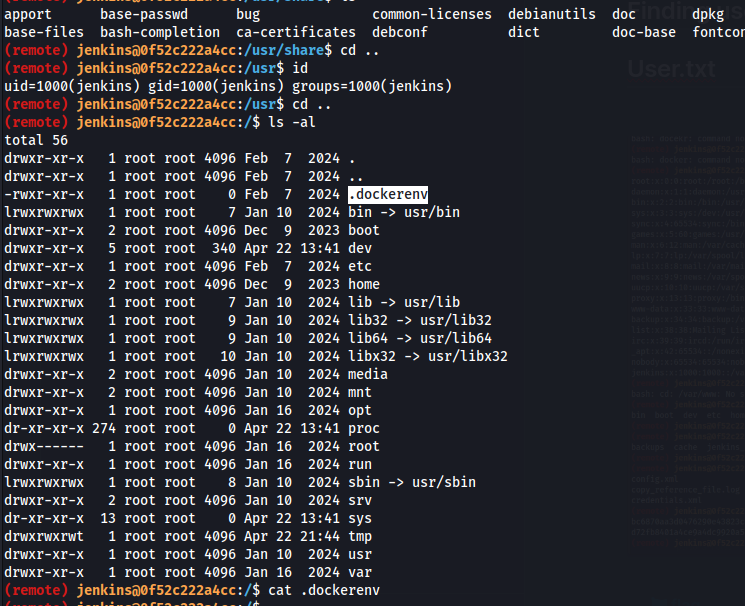 apport      base-passwd      bug              common-licenses  debianutils  doc       dpkg
base-files  bash-completion  ca-certificates  debconf          dict         doc-base  fontcon
(remote) jenkins@0f52c222a4cc:/usr/share$ cd ..
(remote) jenkins@0f52c222a4cc:/usr$ id
uid=1000(jenkins) gid=1000(jenkins) groups=1000(jenkins)
(remote) jenkins@0f52c222a4cc:/usr$ cd ..
(remote) jenkins@0f52c222a4cc:/$ ls -al
total 56
drwxr-xr-x   1 root root 4096 Feb  7  2024 .
drwxr-xr-x   1 root root 4096 Feb  7  2024 ..
-rwxr-xr-x   1 root root    0 Feb  7  2024 .dockerenv
lrwxrwxrwx   1 root root    7 Jan 10  2024 bin -> usr/bin
drwxr-xr-x   2 root root 4096 Dec  9  2023 boot
drwxr-xr-x   5 root root  340 Apr 22 13:41 dev
drwxr-xr-x   1 root root 4096 Feb  7  2024 etc
drwxr-xr-x   2 root root 4096 Dec  9  2023 home
lrwxrwxrwx   1 root root    7 Jan 10  2024 lib -> usr/lib
lrwxrwxrwx   1 root root    9 Jan 10  2024 lib32 -> usr/lib32
lrwxrwxrwx   1 root root    9 Jan 10  2024 lib64 -> usr/lib64
lrwxrwxrwx   1 root root   10 Jan 10  2024 libx32 -> usr/libx32
drwxr-xr-x   2 root root 4096 Jan 10  2024 media
drwxr-xr-x   2 root root 4096 Jan 10  2024 mnt
drwxr-xr-x   1 root root 4096 Jan 16  2024 opt
dr-xr-xr-x 274 root root    0 Apr 22 13:41 proc
drwx------   1 root root 4096 Jan 16  2024 root
drwxr-xr-x   1 root root 4096 Jan 16  2024 run
lrwxrwxrwx   1 root root    8 Jan 10  2024 sbin -> usr/sbin
drwxr-xr-x   2 root root 4096 Jan 10  2024 srv
dr-xr-xr-x  13 root root    0 Apr 22 13:41 sys
drwxrwxrwt   1 root root 4096 Apr 22 21:44 tmp
drwxr-xr-x   1 root root 4096 Jan 10  2024 usr
drwxr-xr-x   1 root root 4096 Jan 16  2024 var
(remote) jenkins@0f52c222a4cc:/$ cat .dockerenv
(remote) jenkins@0f52c222a4cc:/$
Finding us
User.txt